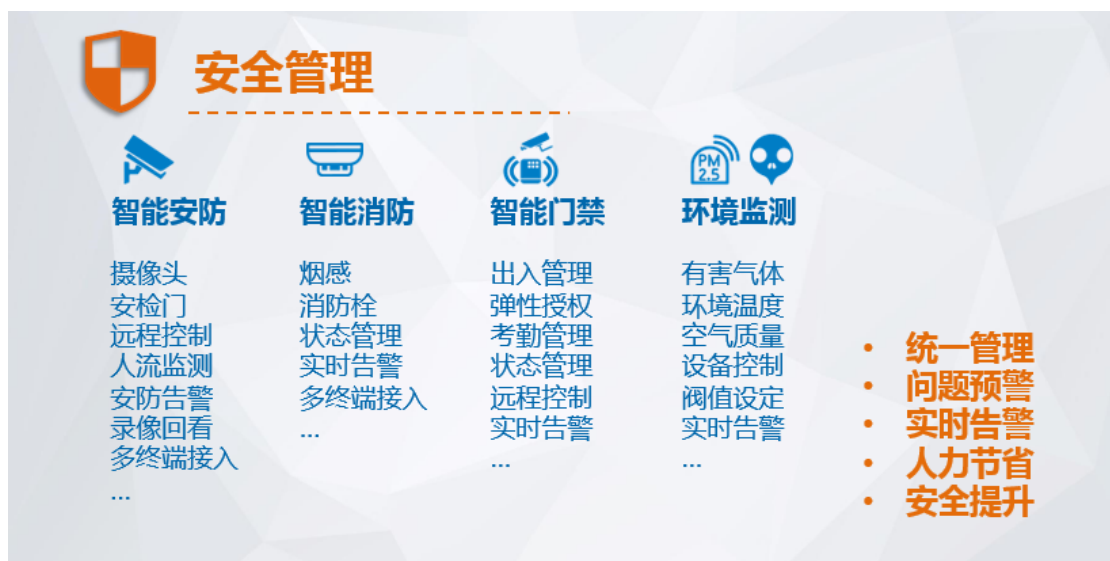 安全管理
PM
2.5
智能安防
摄像头
安检门
远程控制
人流监测
安防告警
录像回看
多终端接入
...
智能消防
烟感
消防栓
状态管理
实时告警
多终端接入
...
智能门禁
出入管理
弹性授权
考勤管理
状态管理
远程控制
实时告警
...
环境监测
有害气体
环境温度
空气质量
设备控制
阀值设定
实时告警
...
• 统一管理
• 问题预警
• 实时告警
• 人力节省
• 安全提升